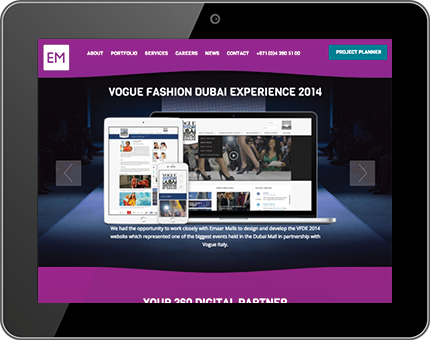 EM
ABOUT PORTFOLIO SERVICES CAREERS NEWS CONTACT +971 (0)4 390 51 00 PROJECT PLANNER
VOGUE FASHION DUBAI EXPERIENCE 2014
We had the opportunity to work closely with Emaar Malls to design and develop the VFDE 2014
website which represented one of the biggest events held in the Dubai Mall in partnership with
Vogue Italy.
YOUR 360 DIGITAL PARTNER